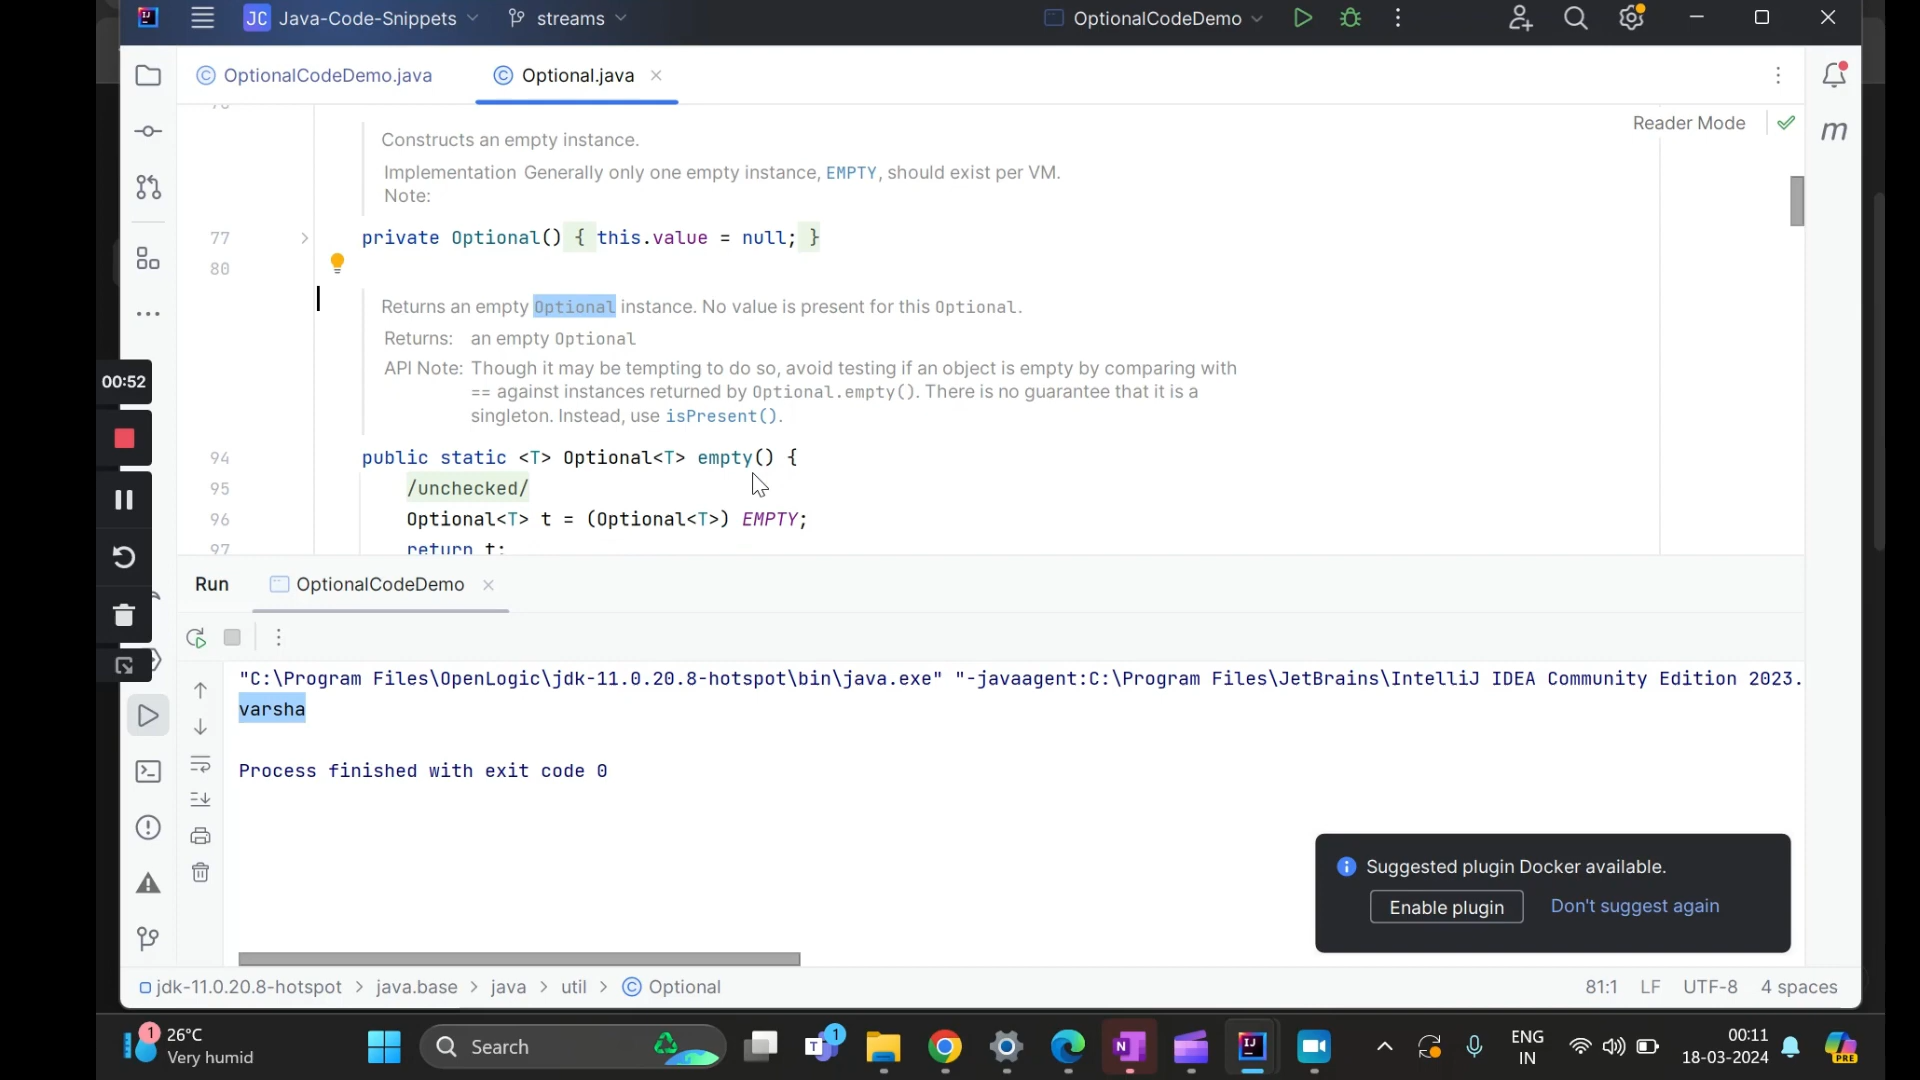 JC Java-Code-Snippets streams OptionalCodeDemo
OptionalCodeDemo.java Optional.java
Reader Mode
Constructs an empty instance.
Implementation Generally only one empty instance, EMPTY, should exist per VM.
Note:
77 private Optional() { this.value = null; }
80
Returns an empty Optional instance. No value is present for this Optional.
Returns: an empty Optional
API Note: Though it may be tempting to do so, avoid testing if an object is empty by comparing with
== against instances returned by Optional.empty(). There is no guarantee that it is a
singleton. Instead, use isPresent().
94 public static <T> Optional<T> empty() {
95 /unchecked/
96 Optional<T> t = (Optional<T>) EMPTY;
97 return t;
00:52
Run OptionalCodeDemo
"C:\Program Files\OpenLogic\jdk-11.0.20.8-hotspot\bin\java.exe" "-javaagent:C:\Program Files\JetBrains\IntelliJ IDEA Community Edition 2023.
varsha
Process finished with exit code 0
Suggested plugin Docker available.
Enable plugin Don't suggest again
jdk-11.0.20.8-hotspot > java.base > java > util > Optional 81:1 LF UTF-8 4 spaces
1 26°C
Very humid
Search
1
ENG
IN
00:11
18-03-2024
PRE